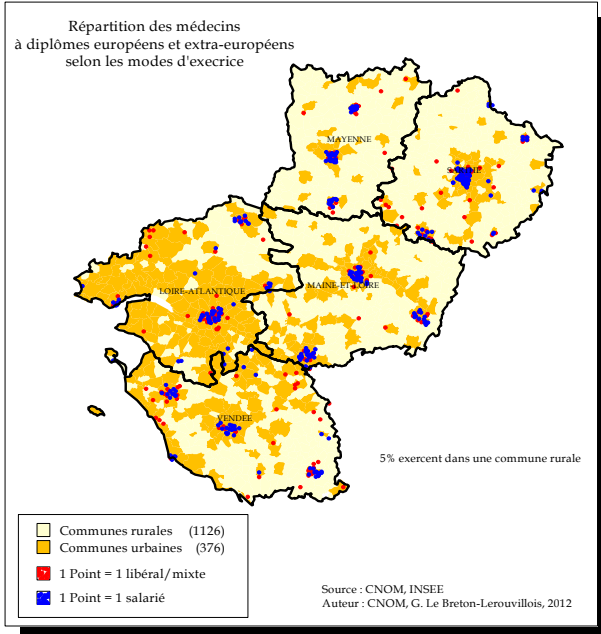 Répartition des médecins
à diplômes européens et extra-européens
selon les modes d'execrice
MAYENNE
SARTHE
LOIRE-ATLANTIQUE
MAINE-ET-LOIRE
VENDEE
5% exercent dans une commune rurale
Communes rurales (1126)
Communes urbaines (376)
1 Point = 1 libéral/mixte
1 Point = 1 salarié
Source : CNOM, INSEE
Auteur : CNOM, G. Le Breton-Lerouvillois, 2012